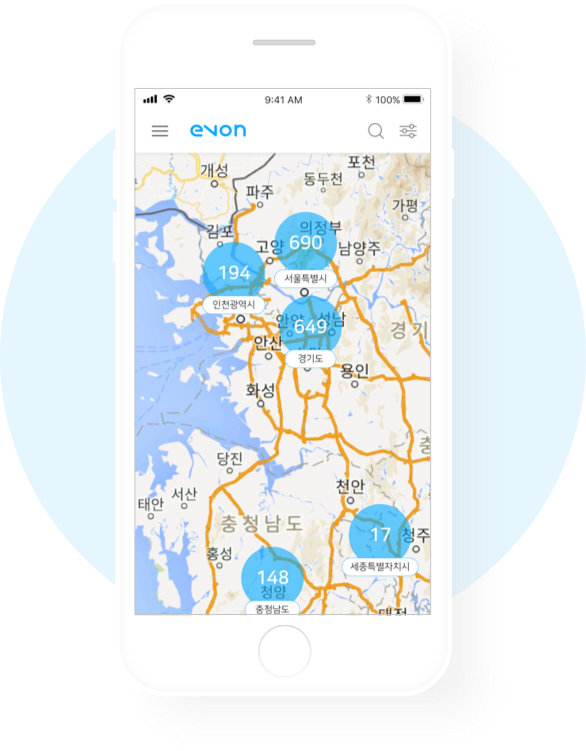 9:41 AM
100%
evon
포천
개성
동두천
파주
가평
김포
의정부
고양
690
남양주
194
서울특별시
인천광역시
안양
649
성남
경기
안산
경기도
용인
화성
충
당진
천안
태안
서산
충청남도
17
청주
홍성
세종특별자치시
148
청양
충청남도
대전